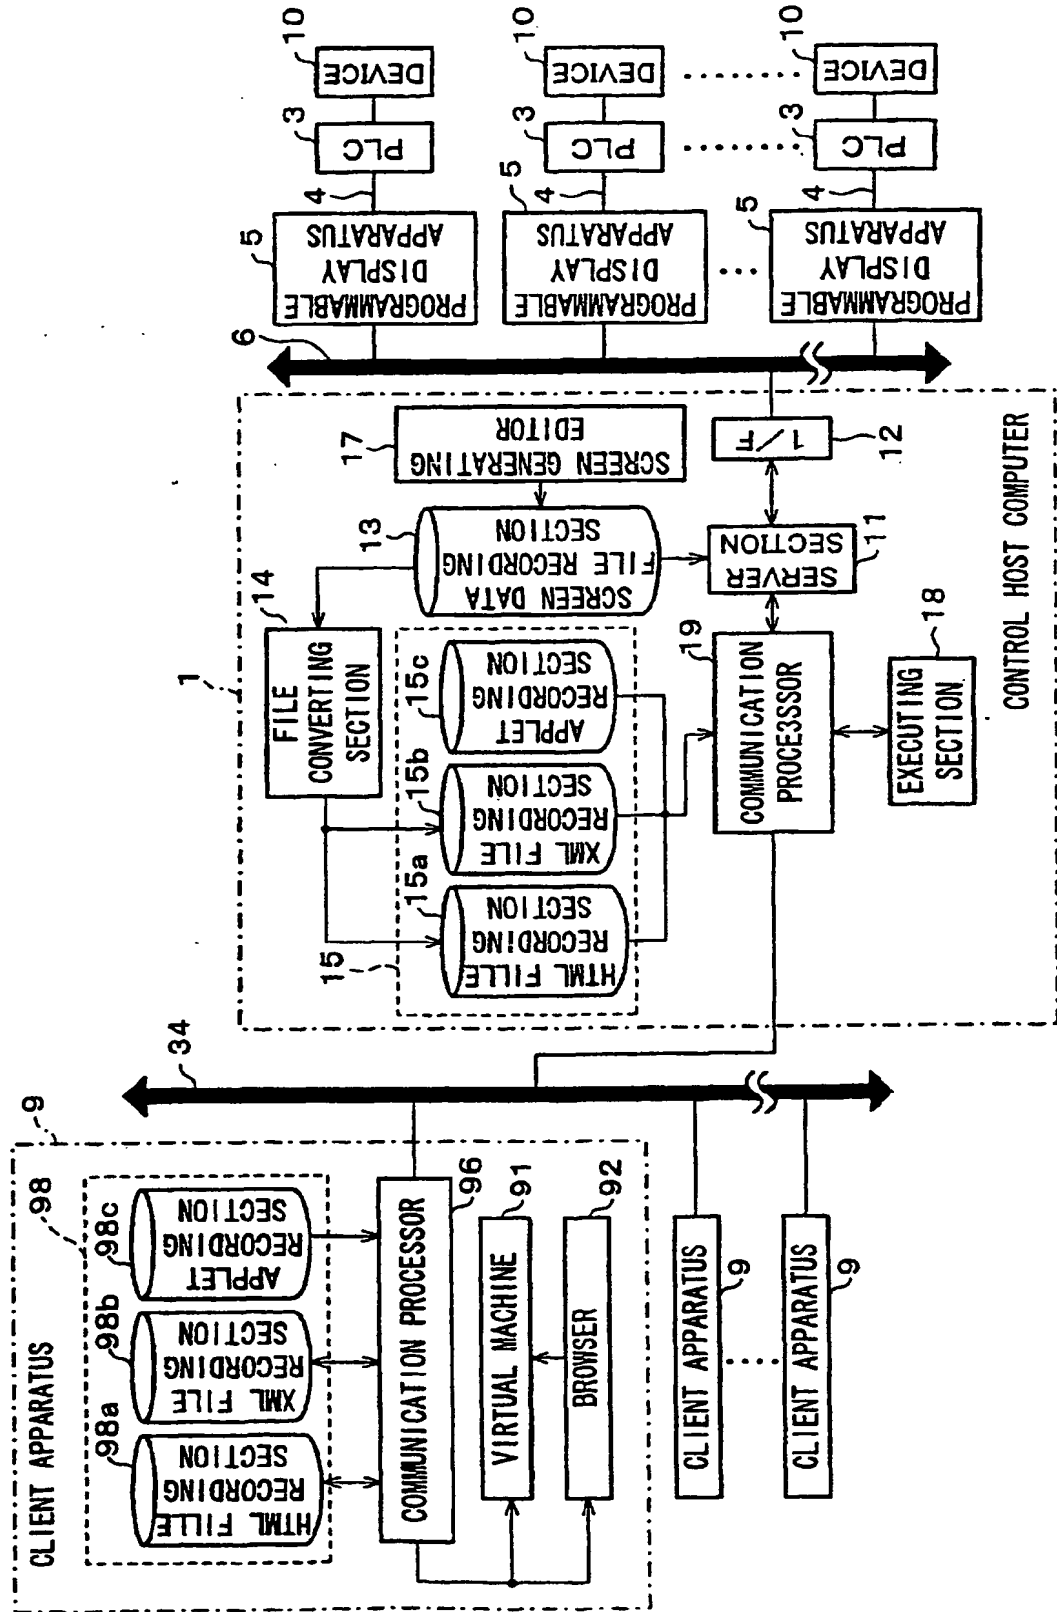 CLIENT APPARATUS
9
98
98a
HTML FILLE
RECORDING
SECTION
98b
XML FILE
RECORDING
SECTION
98c
APPLET
RECORDING
SECTION
COMMUNICATION PROCESSOR
96
VIRTUAL MACHINE
91
BROWSER
92
CLIENT APPARATUS
9
CLIENT APPARATUS
9
34
1
14
FILE
CONVERTING
SECTION
15
15a
HTML FILLE
RECORDING
SECTION
15b
XML FILE
RECORDING
SECTION
15c
APPLET
RECORDING
SECTION
13
SCREEN DATA
FILE RECORDING
SECTION
17
SCREEN GENERATING
EDITOR
19
COMMUNICATION
PROCE3SSOR
SERVER
SECTION
11
1/F
12
EXECUTING
SECTION
18
CONTROL HOST COMPUTER
6
5
PROGRAMMABLE
DISPLAY
APPARATUS
4
3
PLC
10
DEVICE
5
PROGRAMMABLE
DISPLAY
APPARATUS
4
3
PLC
10
DEVICE
5
PROGRAMMABLE
DISPLAY
APPARATUS
4
3
PLC
10
DEVICE